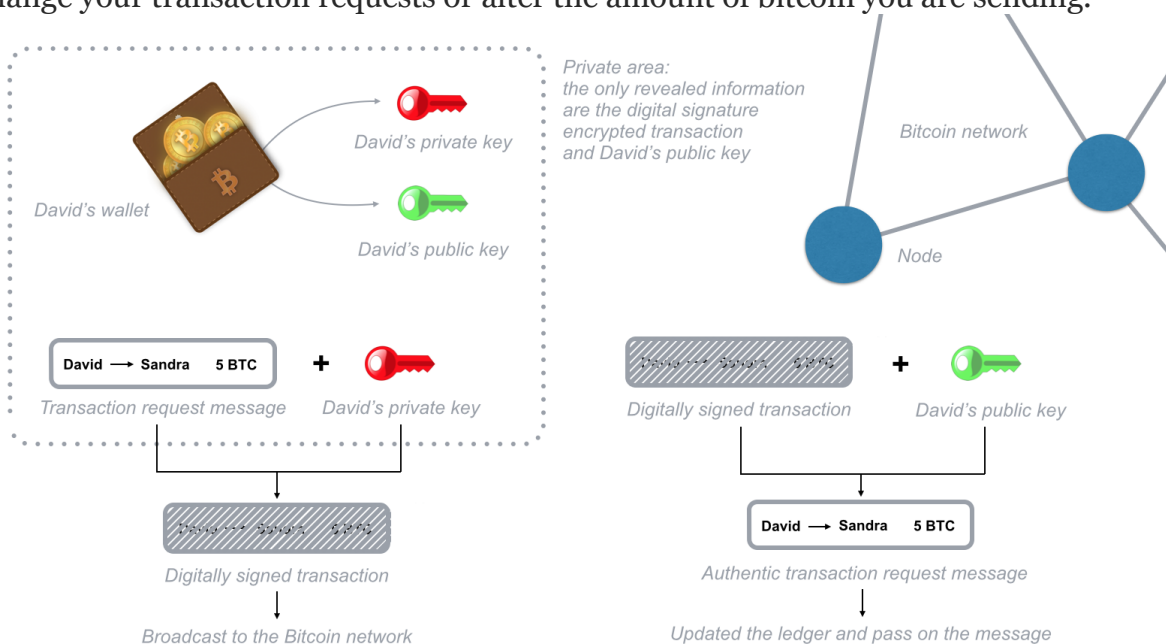 ange your transaction requests or alter the amount of bitcoin you are sending.
David's private key
David's wallet
David's public key
Private area:
the only revealed information
are the digital signature
encrypted transaction
and David's public key
Bitcoin network
Node
David → Sandra 5 BTC
+
Transaction request message
David's private key
Digitally signed transaction
Broadcast to the Bitcoin network
+
Digitally signed transaction
David's public key
David → Sandra 5 BTC
Authentic transaction request message
Updated the ledger and pass on the message